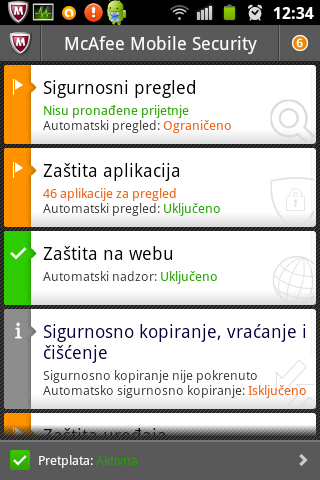 12:34
McAfee Mobile Security
6
Sigurnosni pregled
Nisu pronađene prijetnje
Automatski pregled: Ograničeno
Zaštita aplikacija
46 aplikacije za pregled
Automatski pregled: Uključeno
Zaštita na webu
Automatski nadzor: Uključeno
Sigurnosno kopiranje, vraćanje i
čišćenje
Sigurnosno kopiranje nije pokrenuto
Automatsko sigurnosno kopiranje: Isključeno
Zaštita uređaja
Pretplata: Aktivna